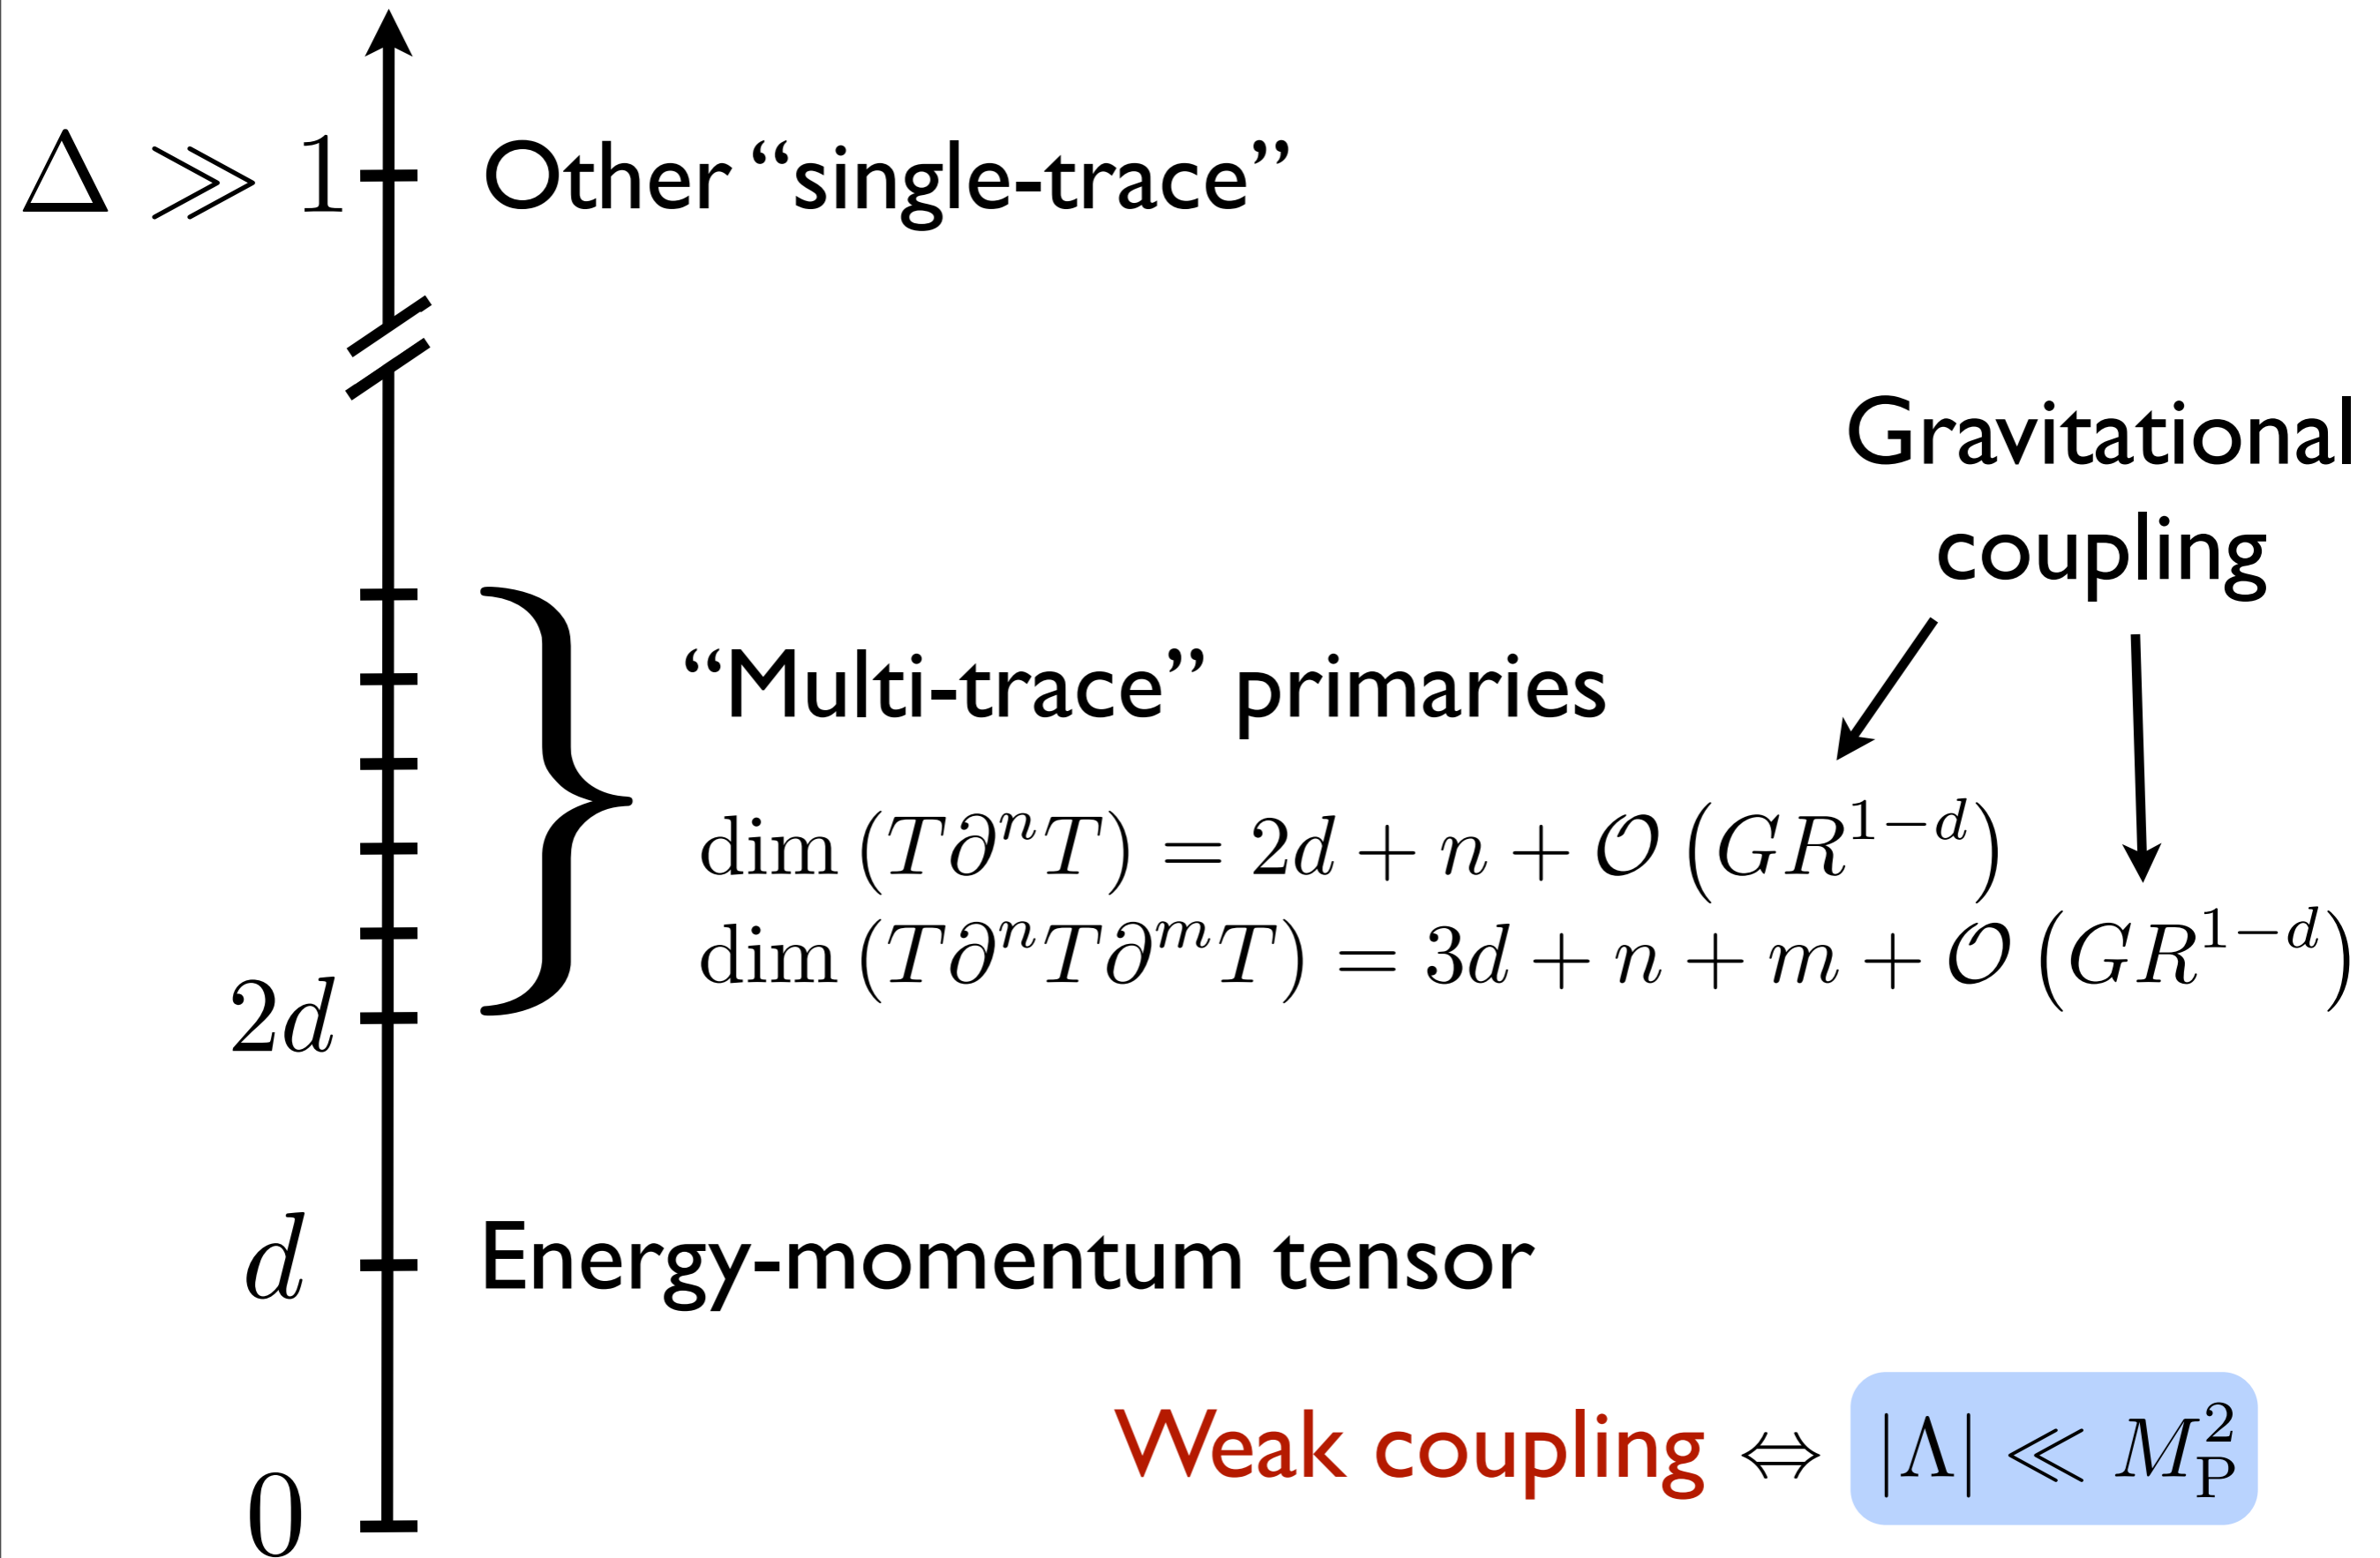 Δ ≫ 1 Other “single-trace”
Gravitational
coupling
“Multi-trace” primaries
dim (T∂ⁿT) = 2d + n + 𝒪 (GR¹⁻ᵈ)
dim (T∂ⁿT∂ᵐT) = 3d + n + m + 𝒪 (GR¹⁻ᵈ)
2d
d Energy-momentum tensor
Weak coupling ⇔ |Λ| ≪ M_P²
0